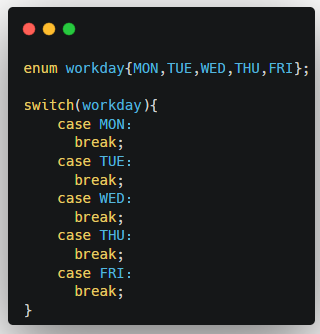 enum workday{MON,TUE,WED,THU,FRI};
switch(workday){
case MON:
break;
case TUE:
break;
case WED:
break;
case THU:
break;
case FRI:
break;
}